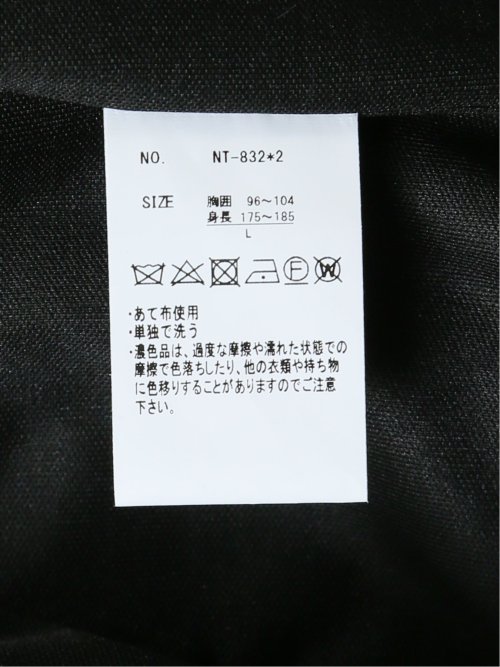 NO. NT-832*2
SIZE 胸囲 96～104
身長 175～185
L
F W
・あて布使用
・単独で洗う
・濃色品は、過度な摩擦や濡れた状態での
摩擦で色落ちしたり、他の衣類や持ち物
に色移りすることがありますのでご注意
下さい。